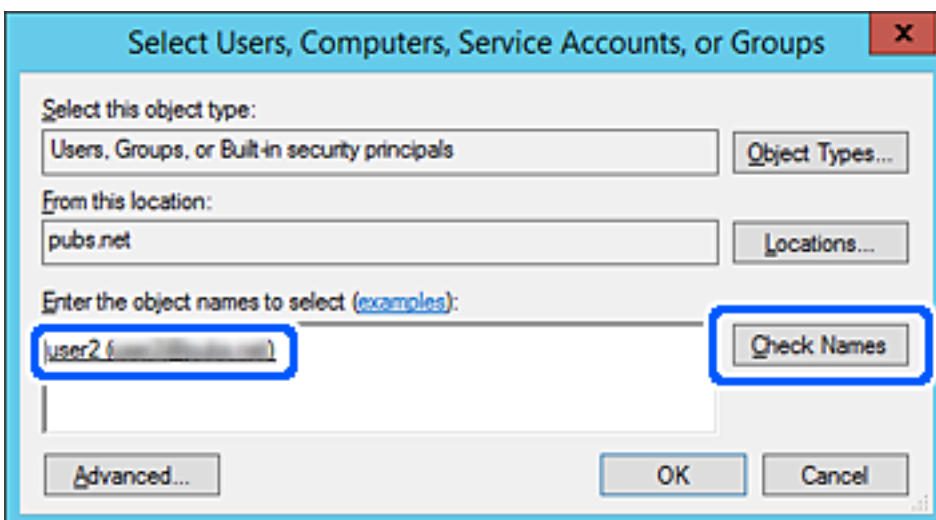 Select Users, Computers, Service Accounts, or Groups
x
Select this object type:
Users, Groups, or Built-in security principals
Object Types...
From this location:
pubs.net
Locations...
Enter the object names to select (examples):
user2 (
)
Check Names
Advanced...
OK
Cancel